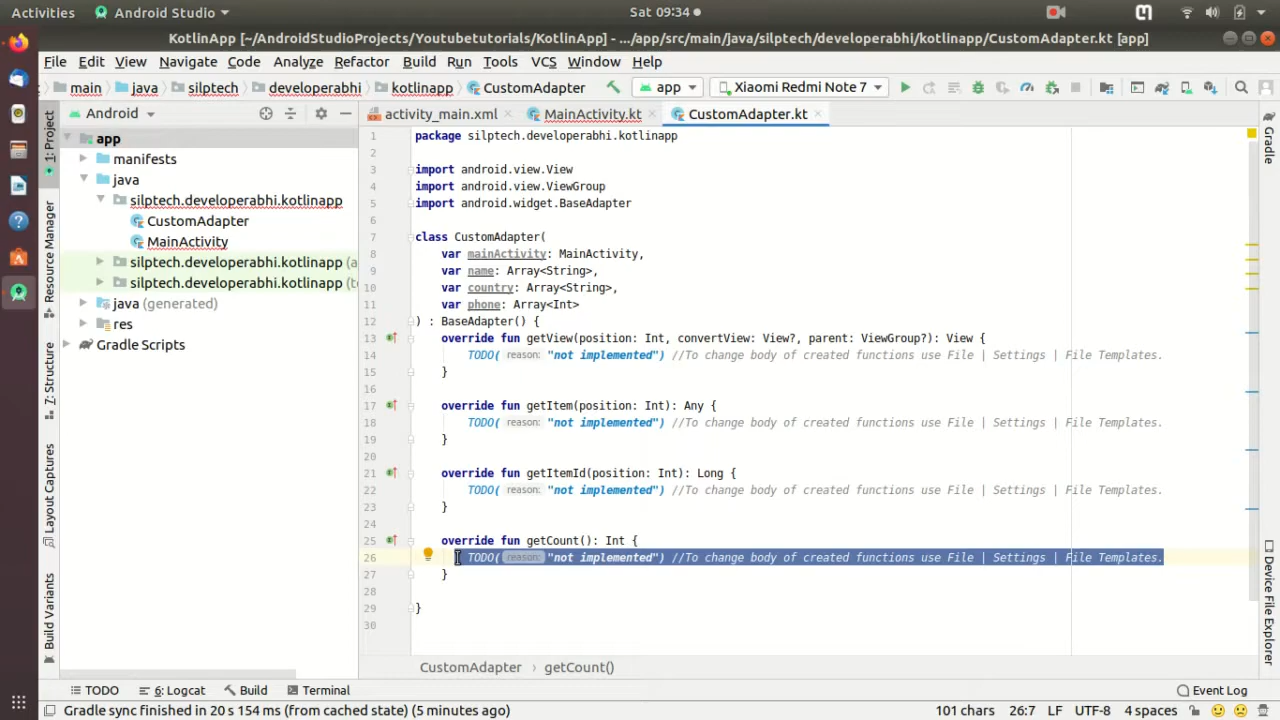 Activities
Android Studio
Sat 09:34
KotlinApp [~/AndroidStudioProjects/Youtubetutorials/KotlinApp] - .../app/src/main/java/silptech/developerabhi/kotlinapp/CustomAdapter.kt [app]
File Edit View Navigate Code Analyze Refactor Build Run Tools VCS Window Help
main java silptech developerabhi kotlinapp CustomAdapter app Xiaomi Redmi Note 7
Android
activity_main.xml MainActivity.kt CustomAdapter.kt
1: Project
Resource Manager
7: Structure
Layout Captures
Build Variants
app
manifests
java
silptech.developerabhi.kotlinapp
CustomAdapter
MainActivity
silptech.developerabhi.kotlinapp (a
silptech.developerabhi.kotlinapp (t
java (generated)
res
Gradle Scripts
1 package silptech.developerabhi.kotlinapp
2
3 import android.view.View
4 import android.view.ViewGroup
5 import android.widget.BaseAdapter
6
7 class CustomAdapter(
8 var mainActivity: MainActivity,
9 var name: Array<String>,
10 var country: Array<String>,
11 var phone: Array<Int>
12 ) : BaseAdapter() {
13 override fun getView(position: Int, convertView: View?, parent: ViewGroup?): View {
14 TODO( reason: "not implemented") //To change body of created functions use File | Settings | File Templates.
15 }
16
17 override fun getItem(position: Int): Any {
18 TODO( reason: "not implemented") //To change body of created functions use File | Settings | File Templates.
19 }
20
21 override fun getItemId(position: Int): Long {
22 TODO( reason: "not implemented") //To change body of created functions use File | Settings | File Templates.
23 }
24
25 override fun getCount(): Int {
26 TODO( reason: "not implemented") //To change body of created functions use File | Settings | File Templates.
27 }
28
29 }
30
Gradle
Device File Explorer
CustomAdapter › getCount()
TODO 6: Logcat Build Terminal Event Log
Gradle sync finished in 20 s 154 ms (from cached state) (5 minutes ago) 101 chars 26:7 LF UTF-8 4 spaces